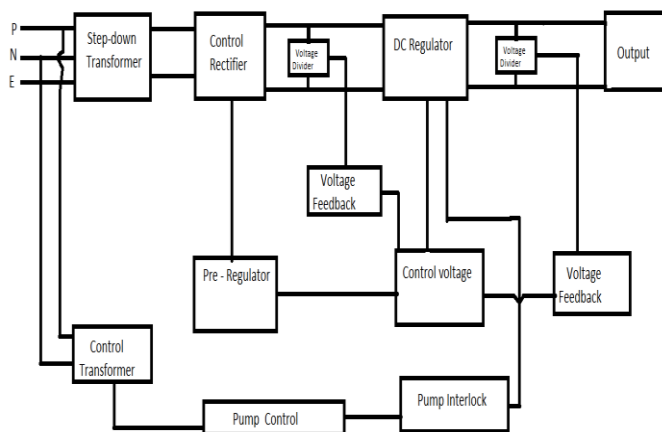 P
N
E
Step-down
Transformer
Control
Rectifier
Voltage
Divider
DC Regulator
Voltage
Divider
Output
Voltage
Feedback
Pre - Regulator
Control voltage
Voltage
Feedback
Control
Transformer
Pump Control
Pump Interlock